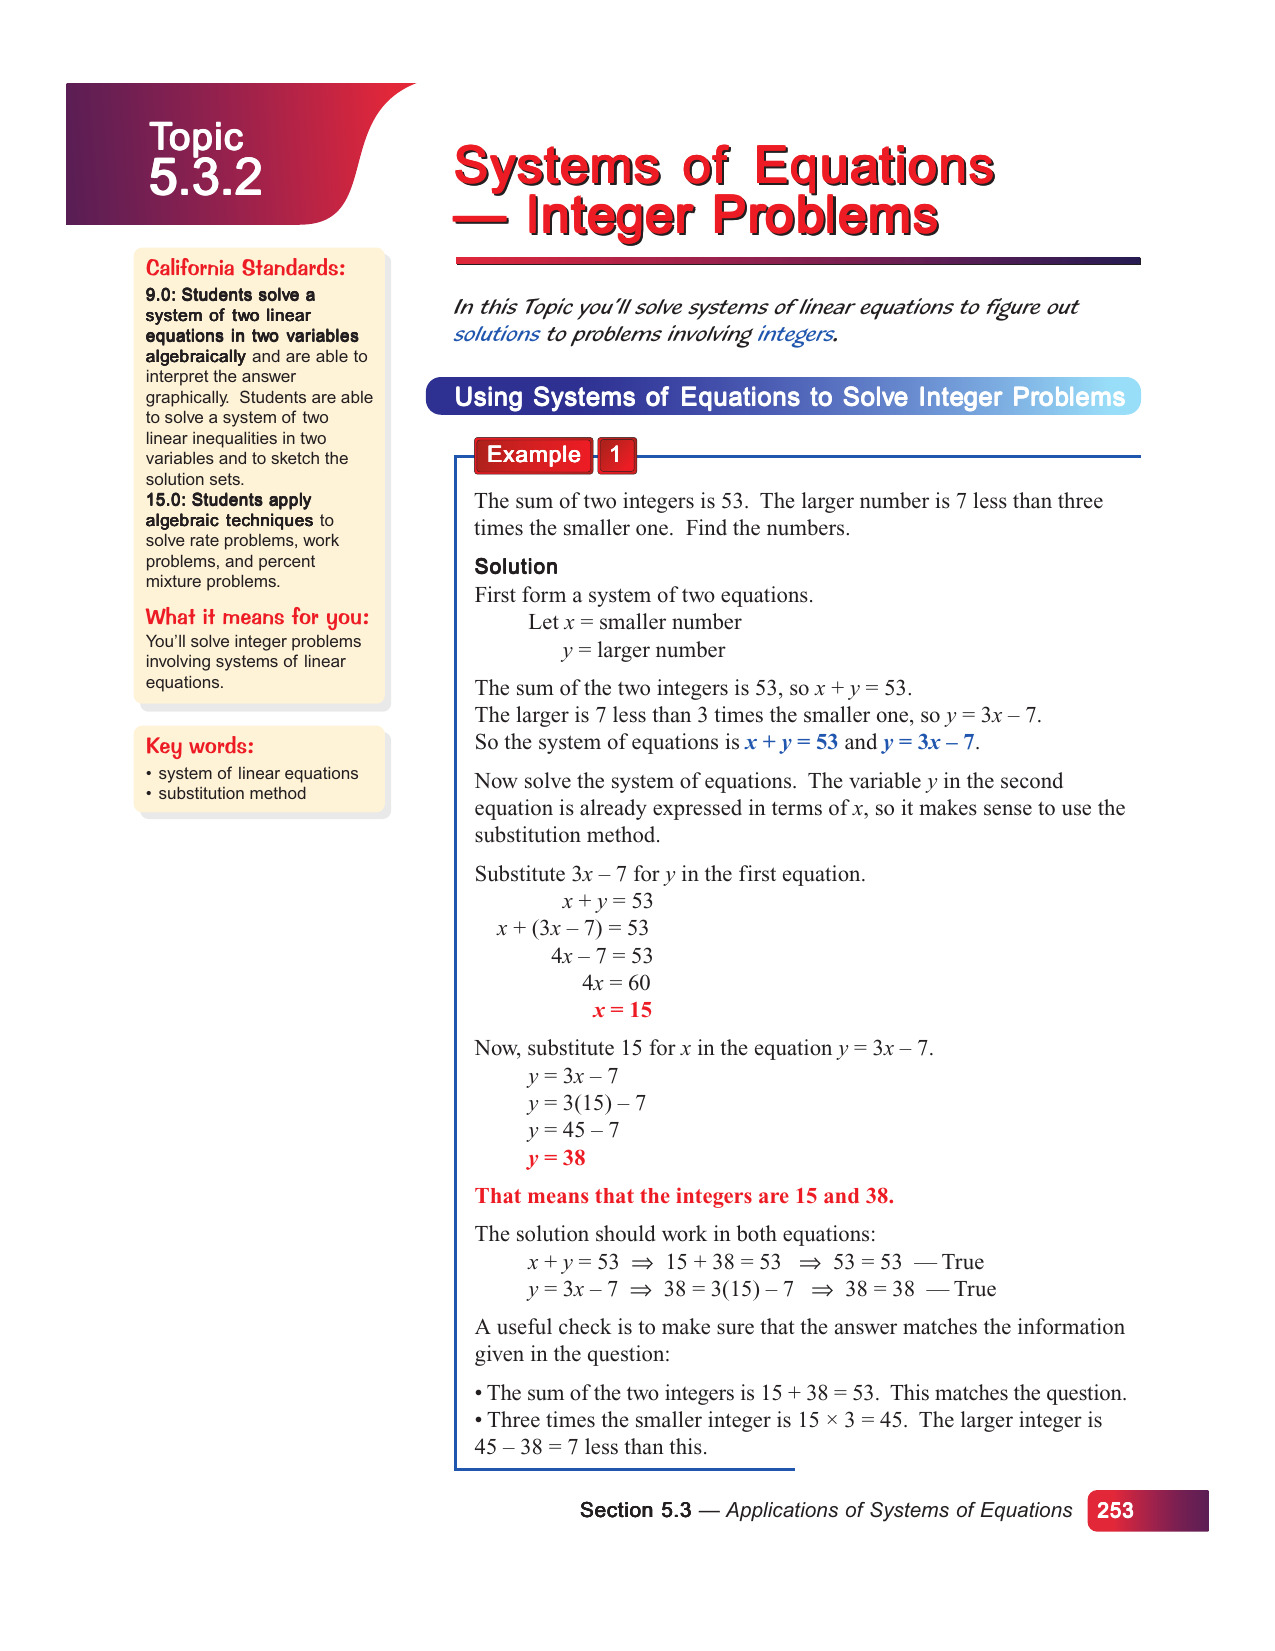 Topic
5.3.2
Systems of Equations
— Integer Problems
California Standards:
9.0: Students solve a
system of two linear
equations in two variables
algebraically and are able to
interpret the answer
graphically. Students are able
to solve a system of two
linear inequalities in two
variables and to sketch the
solution sets.
15.0: Students apply
algebraic techniques to
solve rate problems, work
problems, and percent
mixture problems.
What it means for you:
You’ll solve integer problems
involving systems of linear
equations.
Key words:
• system of linear equations
• substitution method
In this Topic you’ll solve systems of linear equations to figure out
solutions to problems involving integers.
Using Systems of Equations to Solve Integer Problems
Example 1
The sum of two integers is 53. The larger number is 7 less than three
times the smaller one. Find the numbers.
Solution
First form a system of two equations.
Let x = smaller number
y = larger number
The sum of the two integers is 53, so x + y = 53.
The larger is 7 less than 3 times the smaller one, so y = 3x – 7.
So the system of equations is x + y = 53 and y = 3x – 7.
Now solve the system of equations. The variable y in the second
equation is already expressed in terms of x, so it makes sense to use the
substitution method.
Substitute 3x – 7 for y in the first equation.
x + y = 53
x + (3x – 7) = 53
4x – 7 = 53
4x = 60
x = 15
Now, substitute 15 for x in the equation y = 3x – 7.
y = 3x – 7
y = 3(15) – 7
y = 45 – 7
y = 38
That means that the integers are 15 and 38.
The solution should work in both equations:
x + y = 53 ⇒ 15 + 38 = 53 ⇒ 53 = 53 — True
y = 3x – 7 ⇒ 38 = 3(15) – 7 ⇒ 38 = 38 — True
A useful check is to make sure that the answer matches the information
given in the question:
• The sum of the two integers is 15 + 38 = 53. This matches the question.
• Three times the smaller integer is 15 × 3 = 45. The larger integer is
45 – 38 = 7 less than this.
Section 5.3 — Applications of Systems of Equations 253